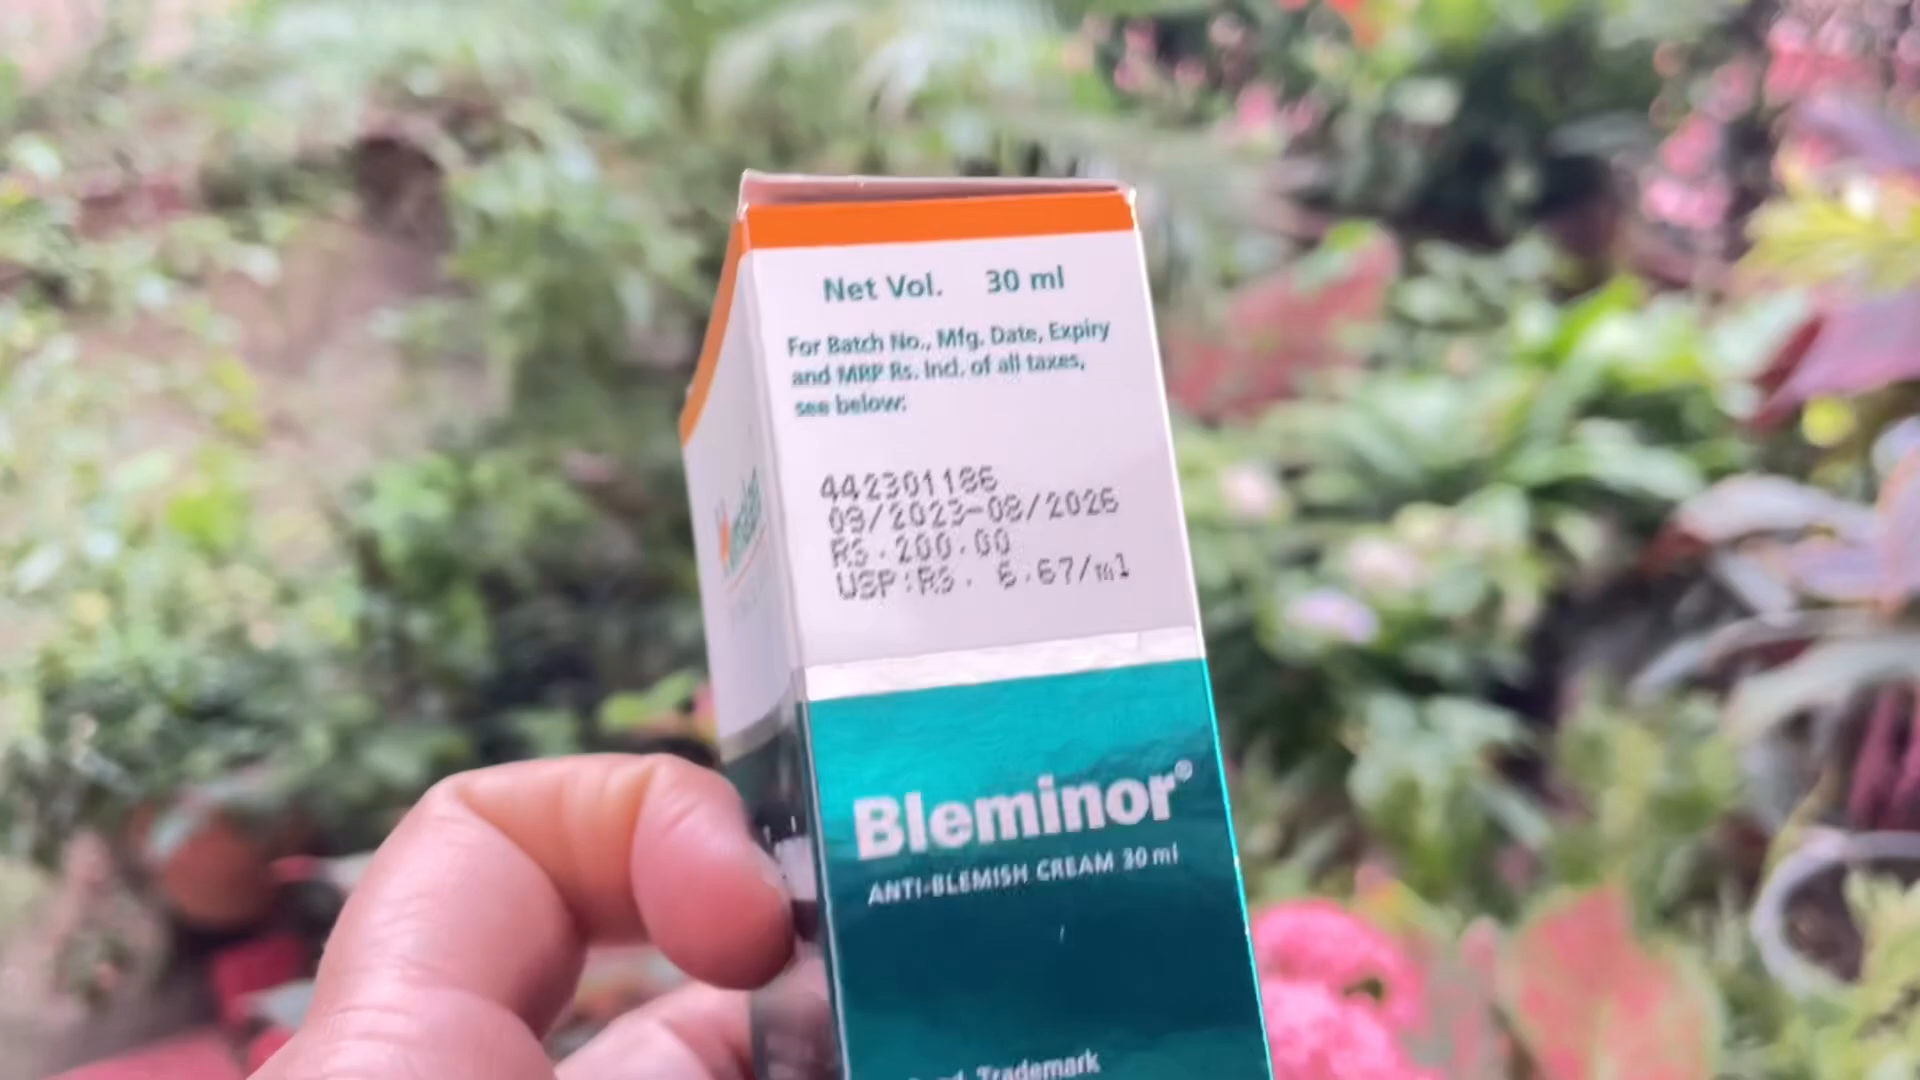 Net Vol. 30 ml
For Batch No., Mfg. Date, Expiry
and MRP Rs. Incl. of all taxes,
see below:
442301186
09/2023-08/2026
RS.200.00
USP:RS. 6.67/ml
Bleminor®
ANTI-BLEMISH CREAM 30 ml
Trademark